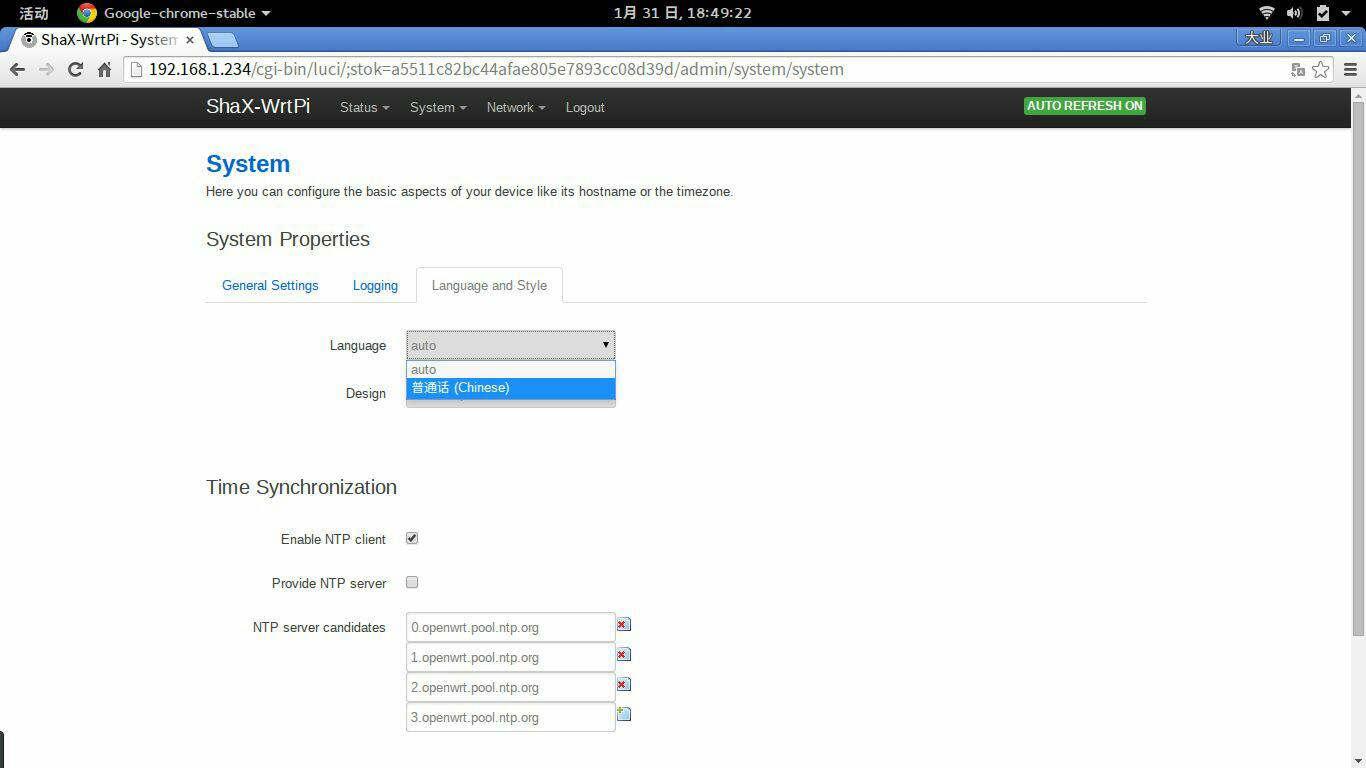 活动 Google-chrome-stable 1月 31 日, 18:49:22
ShaX-WrtPi - System 大业
192.168.1.234/cgi-bin/luci/;stok=a5511c82bc44afae805e7893cc08d39d/admin/system/system
ShaX-WrtPi Status System Network Logout AUTO REFRESH ON
System
Here you can configure the basic aspects of your device like its hostname or the timezone.
System Properties
General Settings Logging Language and Style
Language auto
auto
普通话 (Chinese)
Design
Time Synchronization
Enable NTP client
Provide NTP server
NTP server candidates 0.openwrt.pool.ntp.org
1.openwrt.pool.ntp.org
2.openwrt.pool.ntp.org
3.openwrt.pool.ntp.org